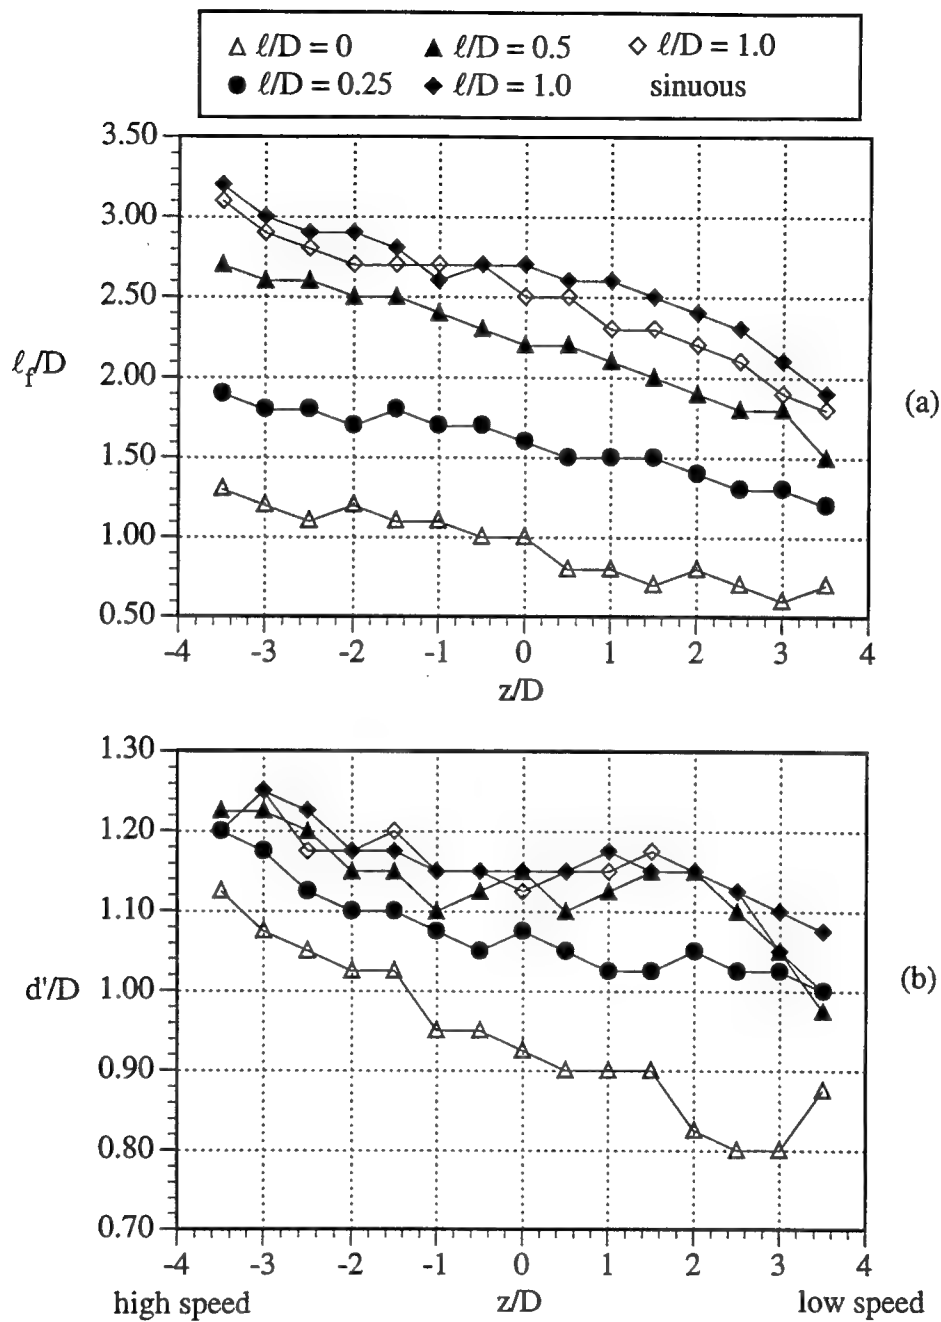 ℓ/D = 0 ℓ/D = 0.5 ℓ/D = 1.0
ℓ/D = 0.25 ℓ/D = 1.0 sinuous
3.50
3.00
2.50
ℓf/D
2.00
(a)
1.50
1.00
0.50
-4 -3 -2 -1 0 1 2 3 4
z/D
1.30
1.20
1.10
d'/D
1.00
(b)
0.90
0.80
0.70
-4 -3 -2 -1 0 1 2 3 4
high speed z/D low speed